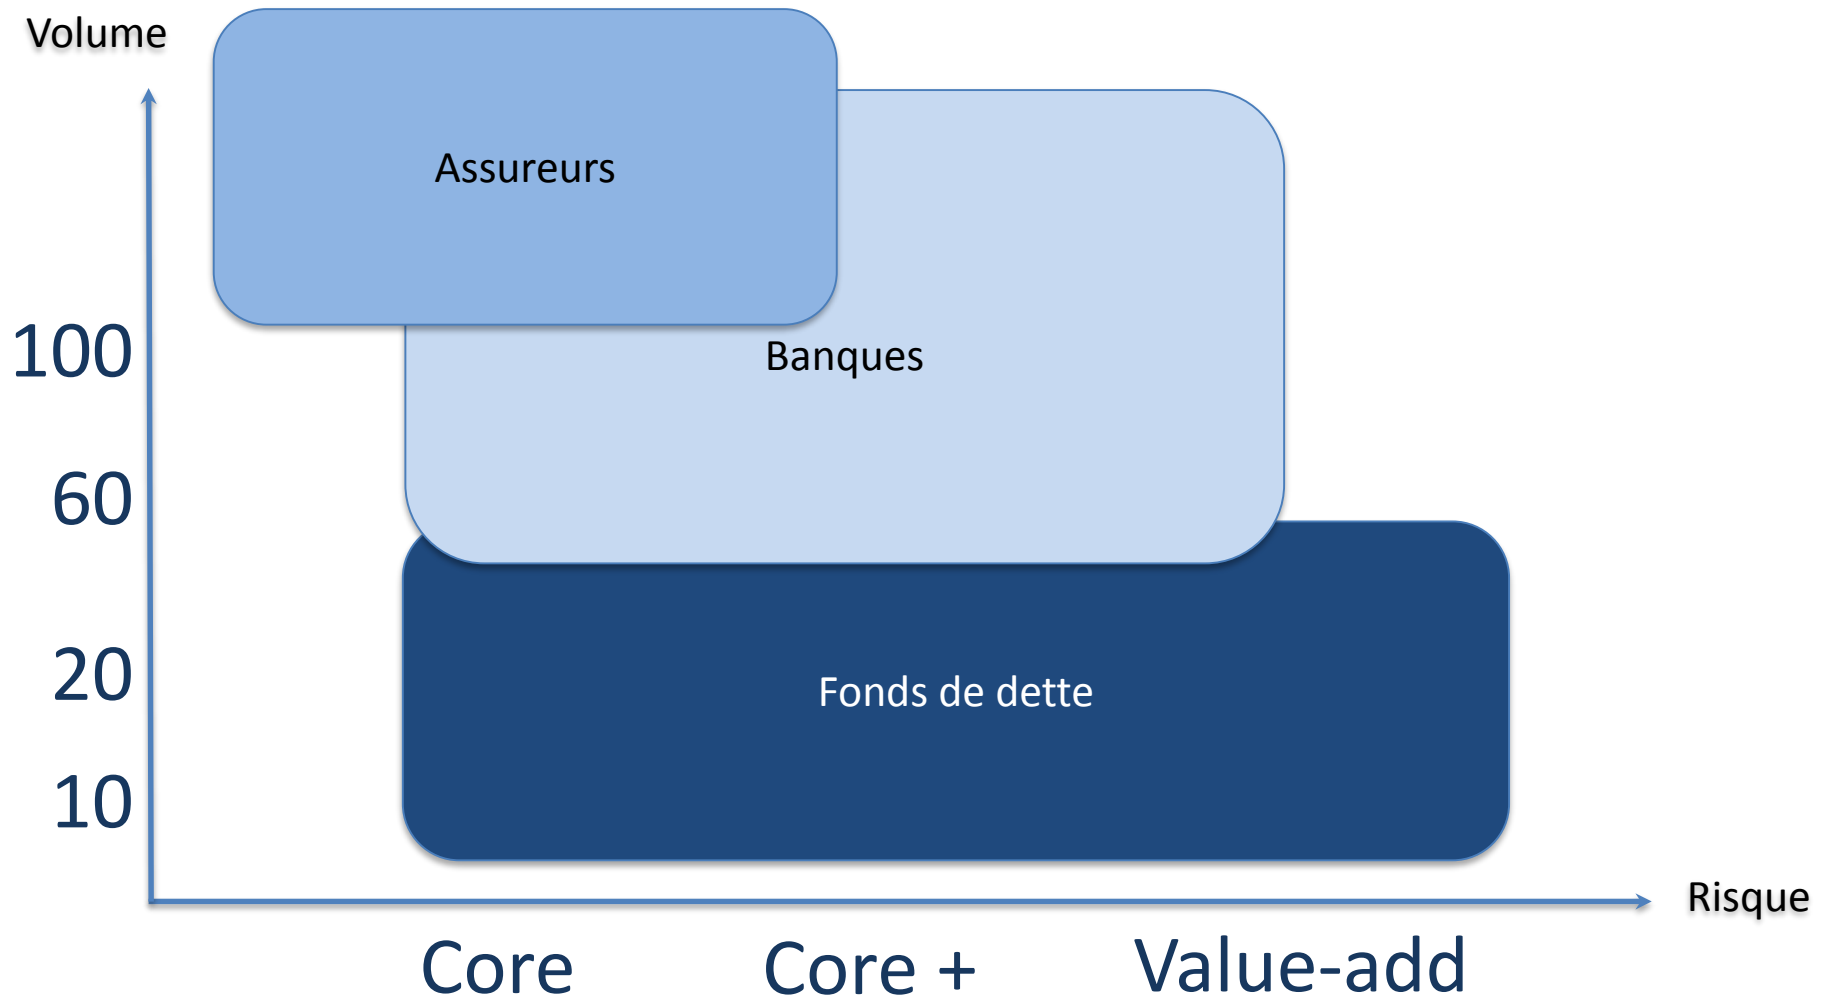 Volume
Assureurs
100
Banques
60
20
Fonds de dette
10
Risque
Core
Core +
Value-add